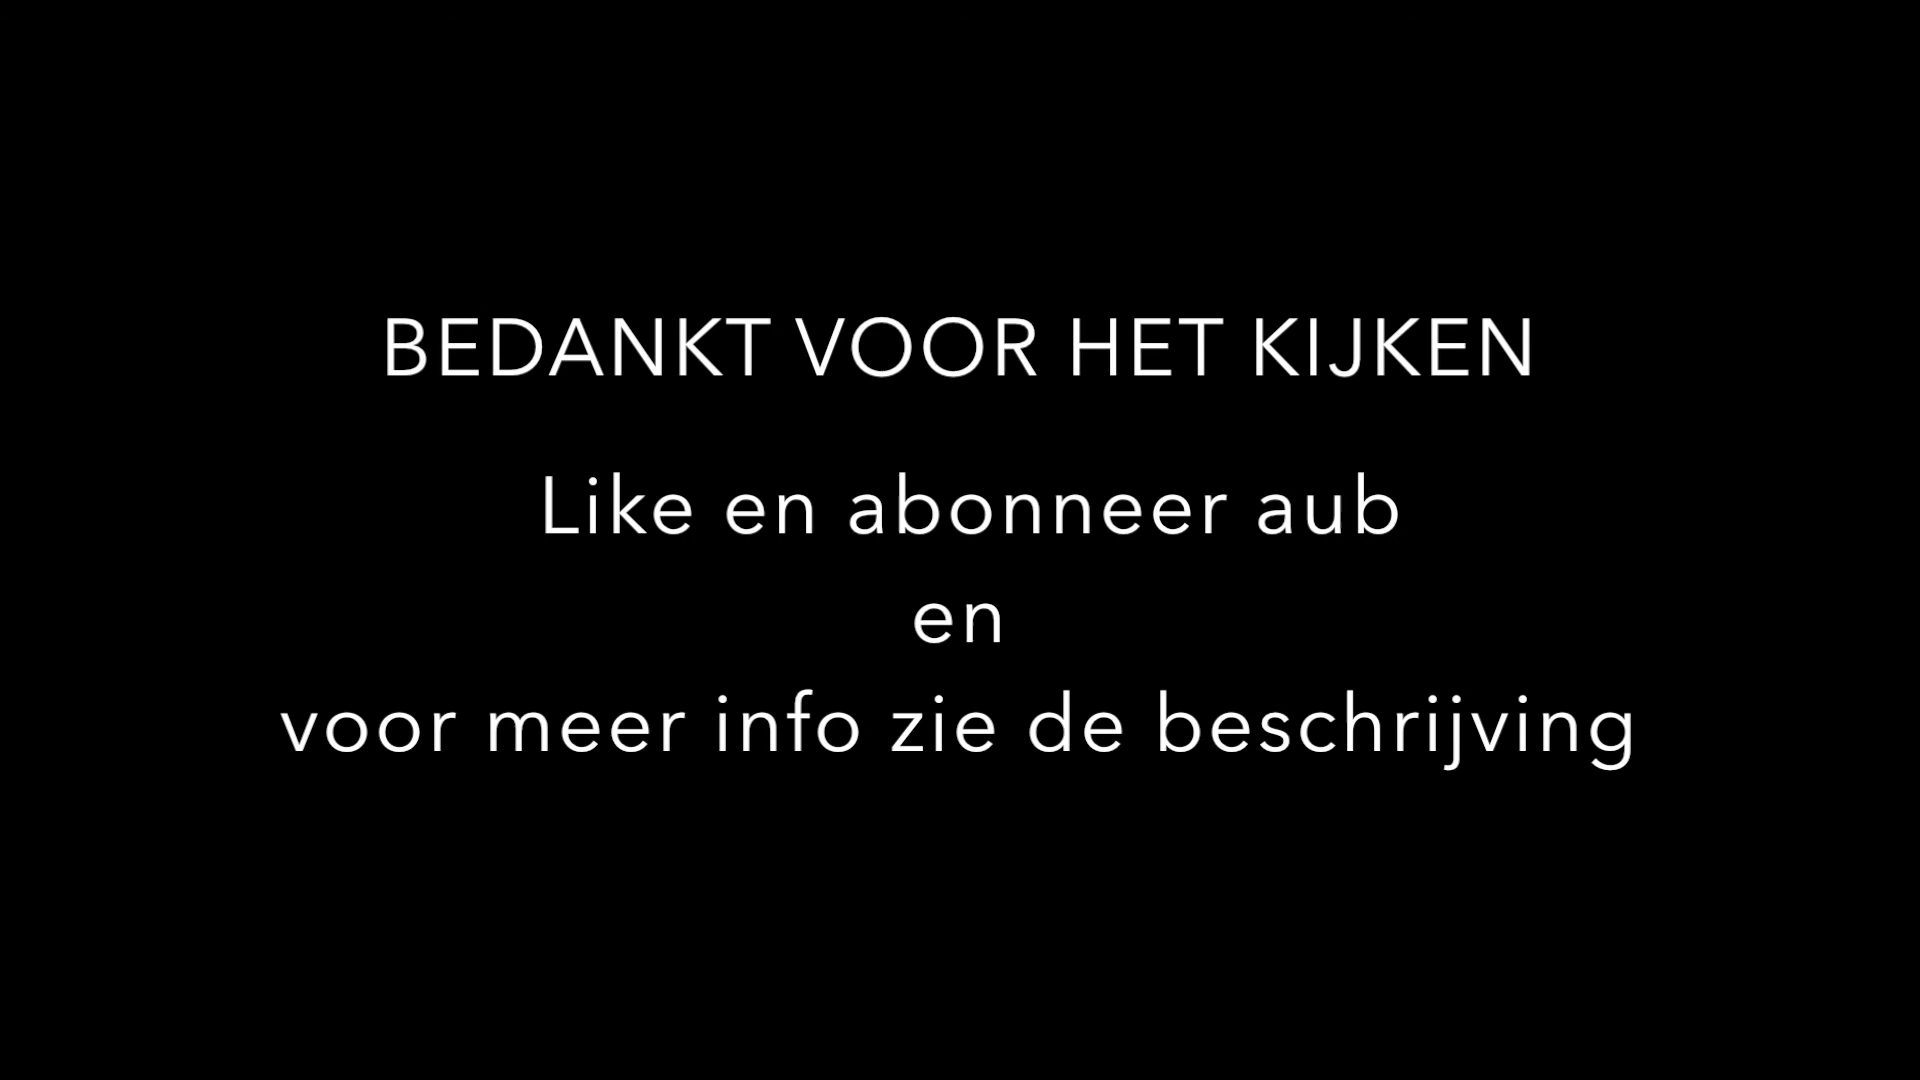 BEDANKT VOOR HET KIJKEN
Like en abonneer aub
en
voor meer info zie de beschrijving